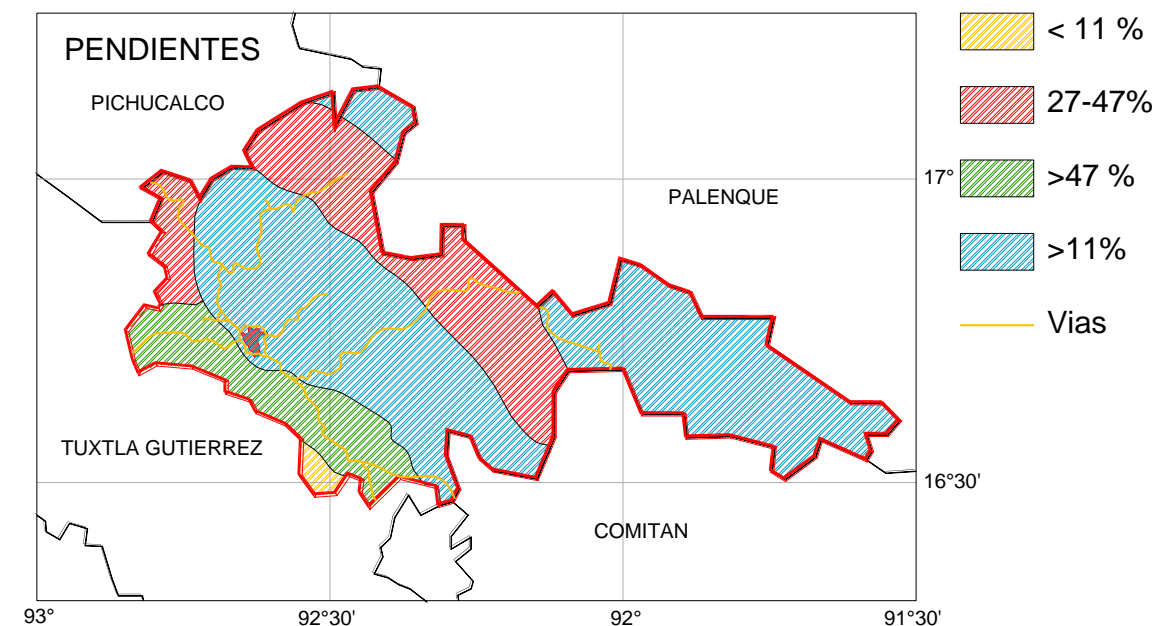 PENDIENTES
PICHUCALCO
PALENQUE
TUXTLA GUTIERREZ
COMITAN
17°
16°30'
93°
92°30'
92°
91°30'
< 11 %
27-47%
>47 %
>11%
Vias